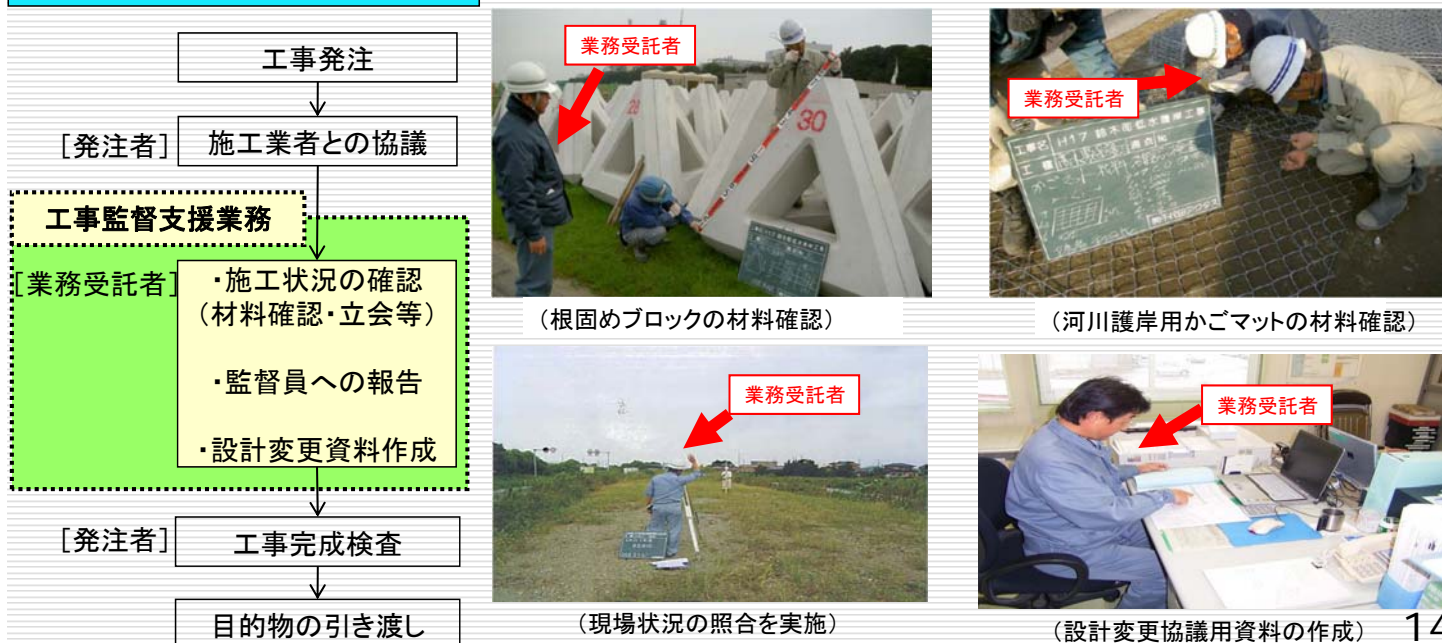 工事発注
[発注者]
施工業者との協議
工事監督支援業務
[業務受託者]
・施工状況の確認
(材料確認・立会等)
・監督員への報告
・設計変更資料作成
[発注者]
工事完成検査
目的物の引き渡し
業務受託者
29
30
(根固めブロックの材料確認)
業務受託者
工事名 H17
工種
(河川護岸用かごマットの材料確認)
業務受託者
(現場状況の照合を実施)
業務受託者
(設計変更協議用資料の作成)
14